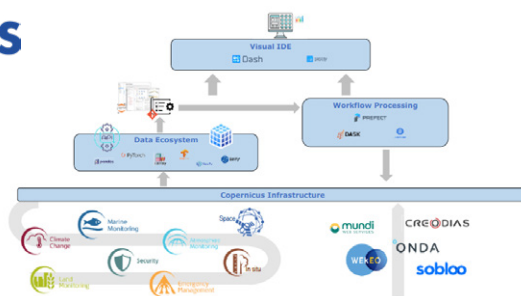 s
Visual IDE
Dash
Workflow Processing
PREFECT
DASK
Data Ecosystem
PyTorch
Copernicus Infrastructure
Marine
Monitoring
Space
Climate
Change
Atmosphere
Monitoring
Security
In situ
Land
Monitoring
Emergency
Management
mundi
CREODIAS
WEkEO
ONDA
sobloo